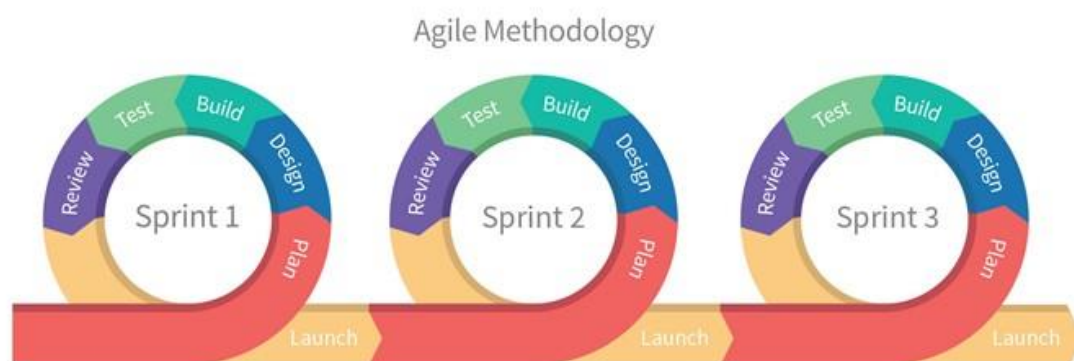 Agile Methodology
Test
Build
Design
Review
Sprint 1
Plan
Launch
Test
Build
Design
Review
Sprint 2
Plan
Launch
Test
Build
Design
Review
Sprint 3
Plan
Launch